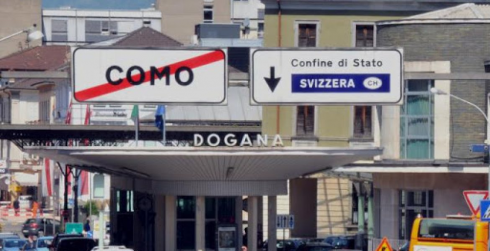 COMO
Confine di Stato
SVIZZERA CH
DOGANA